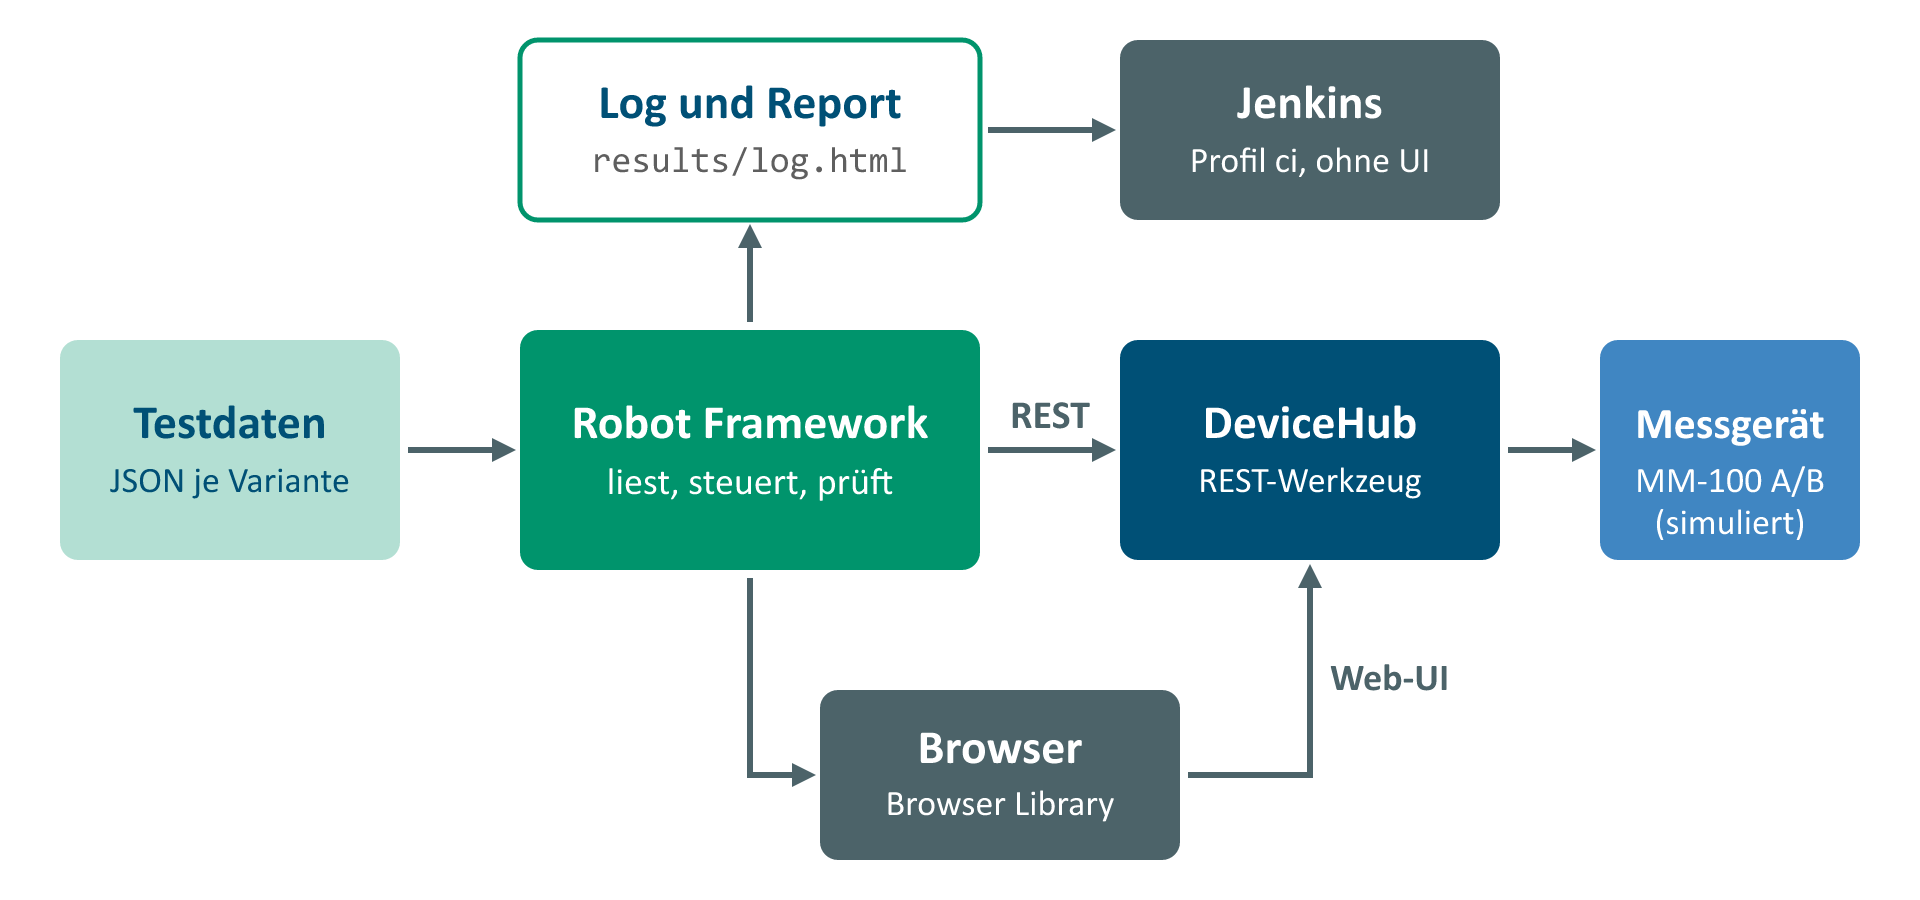 Log und Report
results/log.html
Jenkins
Profil ci, ohne UI
Testdaten
JSON je Variante
Robot Framework
liest, steuert, prüft
REST
DeviceHub
REST-Werkzeug
Messgerät
MM-100 A/B
(simuliert)
Web-UI
Browser
Browser Library